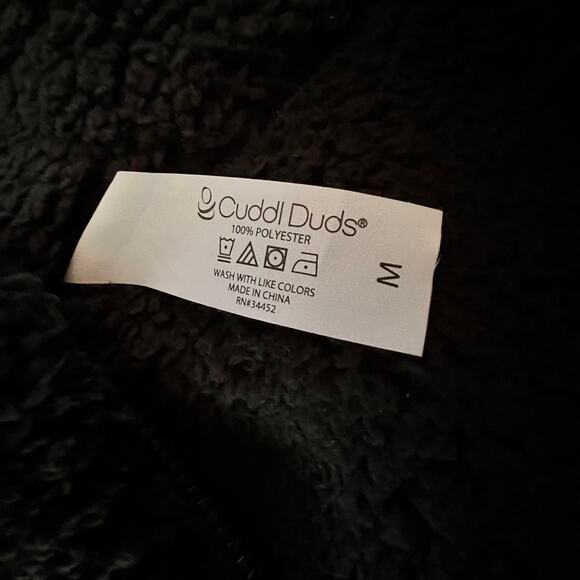 Cuddl Duds®
100% POLYESTER
WASH WITH LIKE COLORS
MADE IN CHINA
RN#34452
M